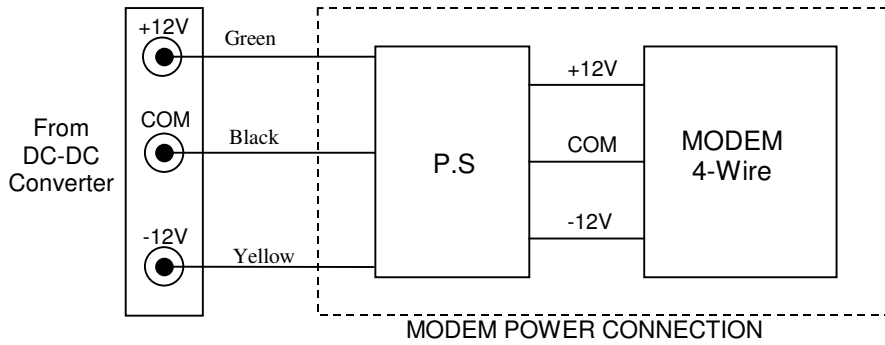 +12V
Green
COM
Black
-12V
Yellow
From
DC-DC
Converter
P.S
+12V
COM
-12V
MODEM
4-Wire
MODEM POWER CONNECTION